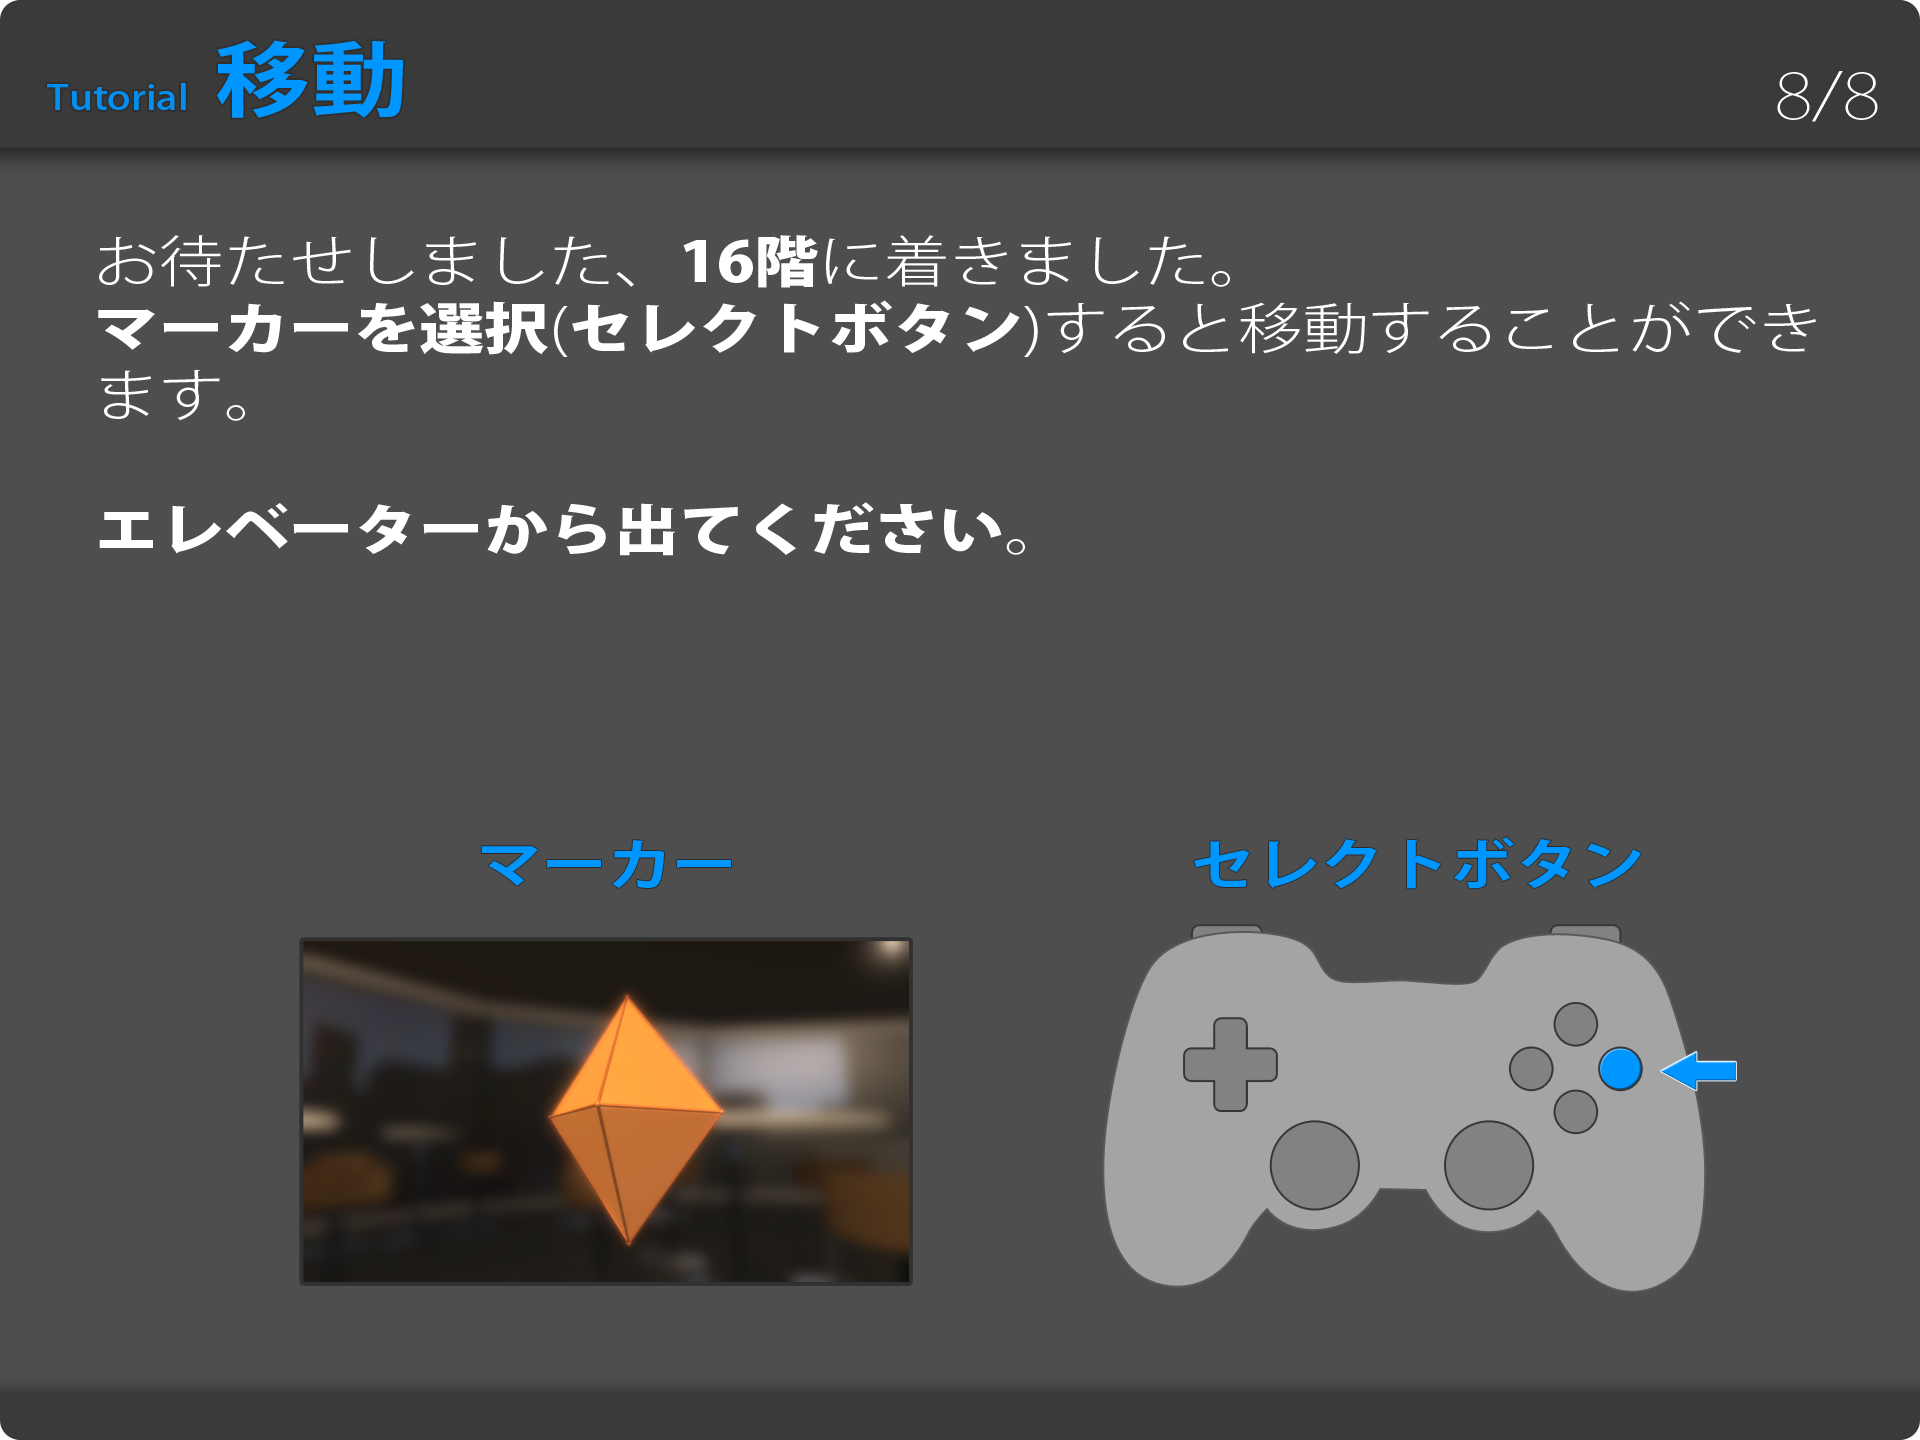 Tutorial 移動
8/8
お待たせしました、16階に着きました。
マーカーを選択(セレクトボタン)すると移動することができ
ます。
エレベーターから出てください。
マーカー
セレクトボタン